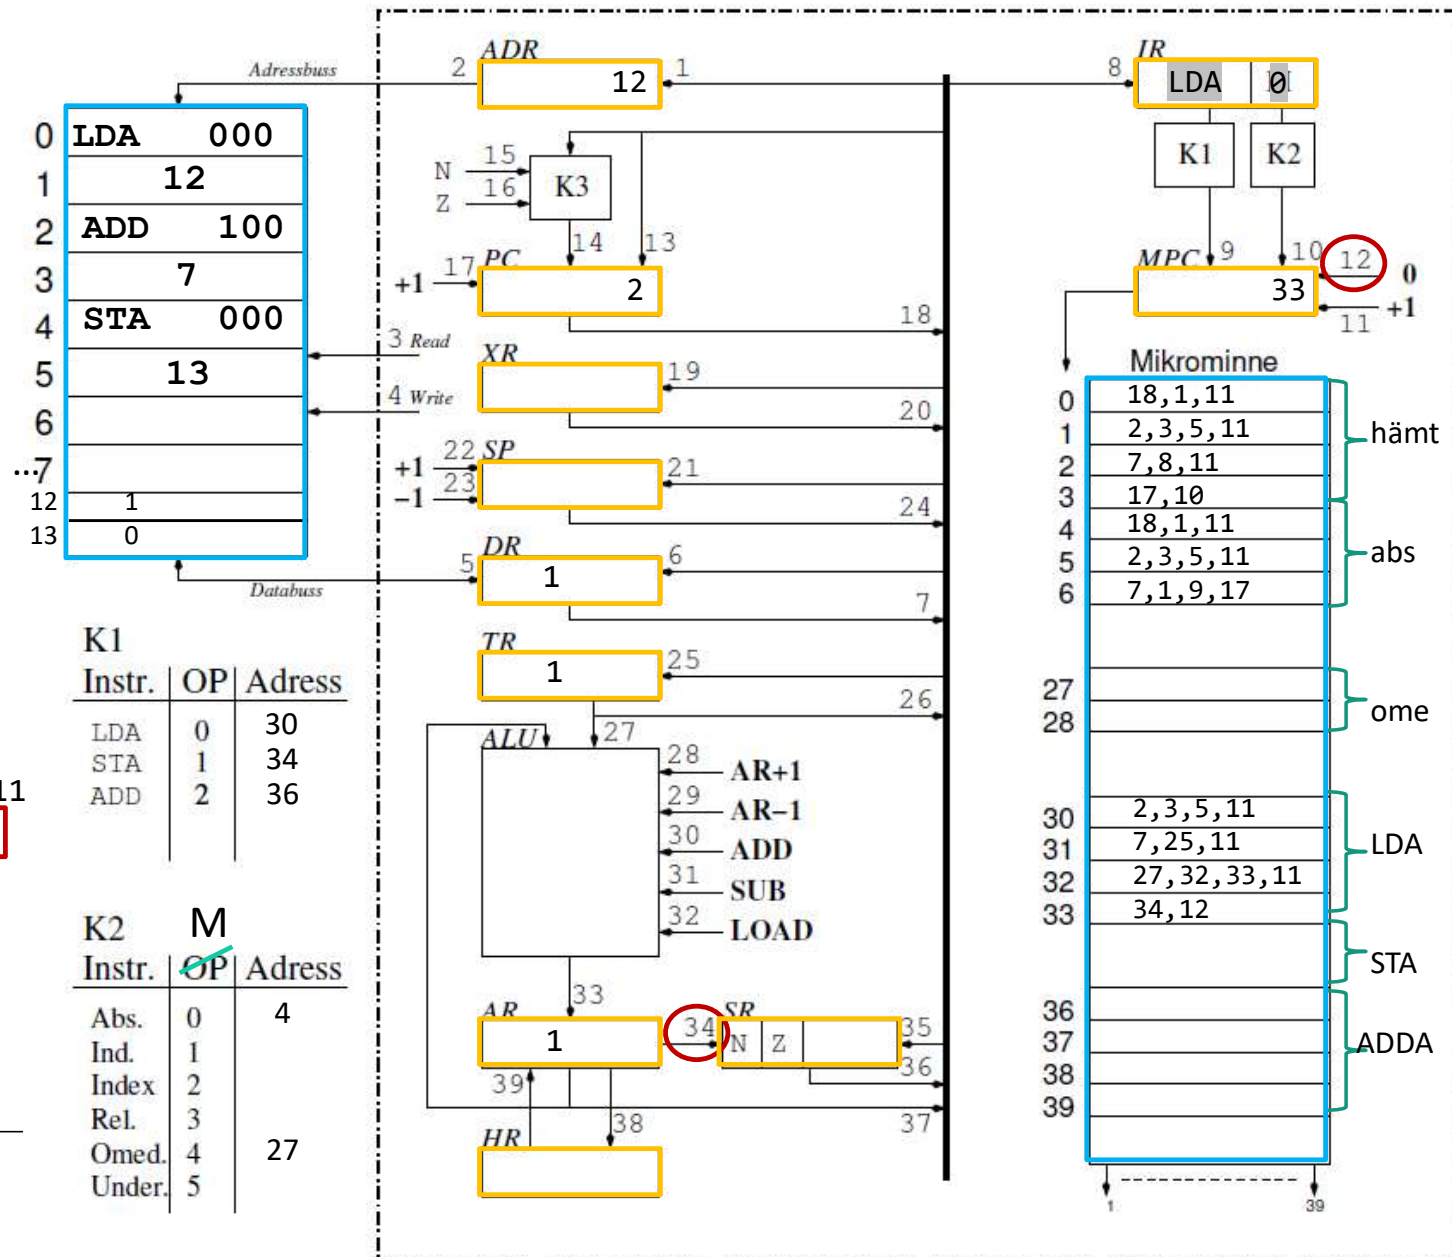 Adressbuss
2
ADR
12
1
8
IR
LDA 0
K1
K2
0 LDA 000
1 12
2 ADD 100
3 7
4 STA 000
5 13
6
...7
12 1
13 0
N 15
Z 16
K3
14
13
+1 17 PC
2
18
3 Read
4 Write
XR
19
20
+1 22 SP
-1 23
21
24
DR
5
1
6
7
Databuss
TR
1
25
26
27
ALU
28 AR+1
29 AR−1
30 ADD
31 SUB
32 LOAD
33
AR
1
34
SR
N Z
35
36
37
38
39
HR
MPC 9
10
12 0
33
+1
11
Mikrominne
0 18,1,11
1 2,3,5,11
2 7,8,11
3 17,10
hämt
4 18,1,11
5 2,3,5,11
6 7,1,9,17
abs
27
28
ome
30 2,3,5,11
31 7,25,11
32 27,32,33,11
33 34,12
LDA
STA
36
37
38
39
ADDA
1
39
K1
Instr. OP Adress
LDA 0 30
STA 1 34
ADD 2 36
11
K2 M
Instr. OP Adress
Abs. 0 4
Ind. 1
Index 2
Rel. 3
Omed. 4 27
Under. 5